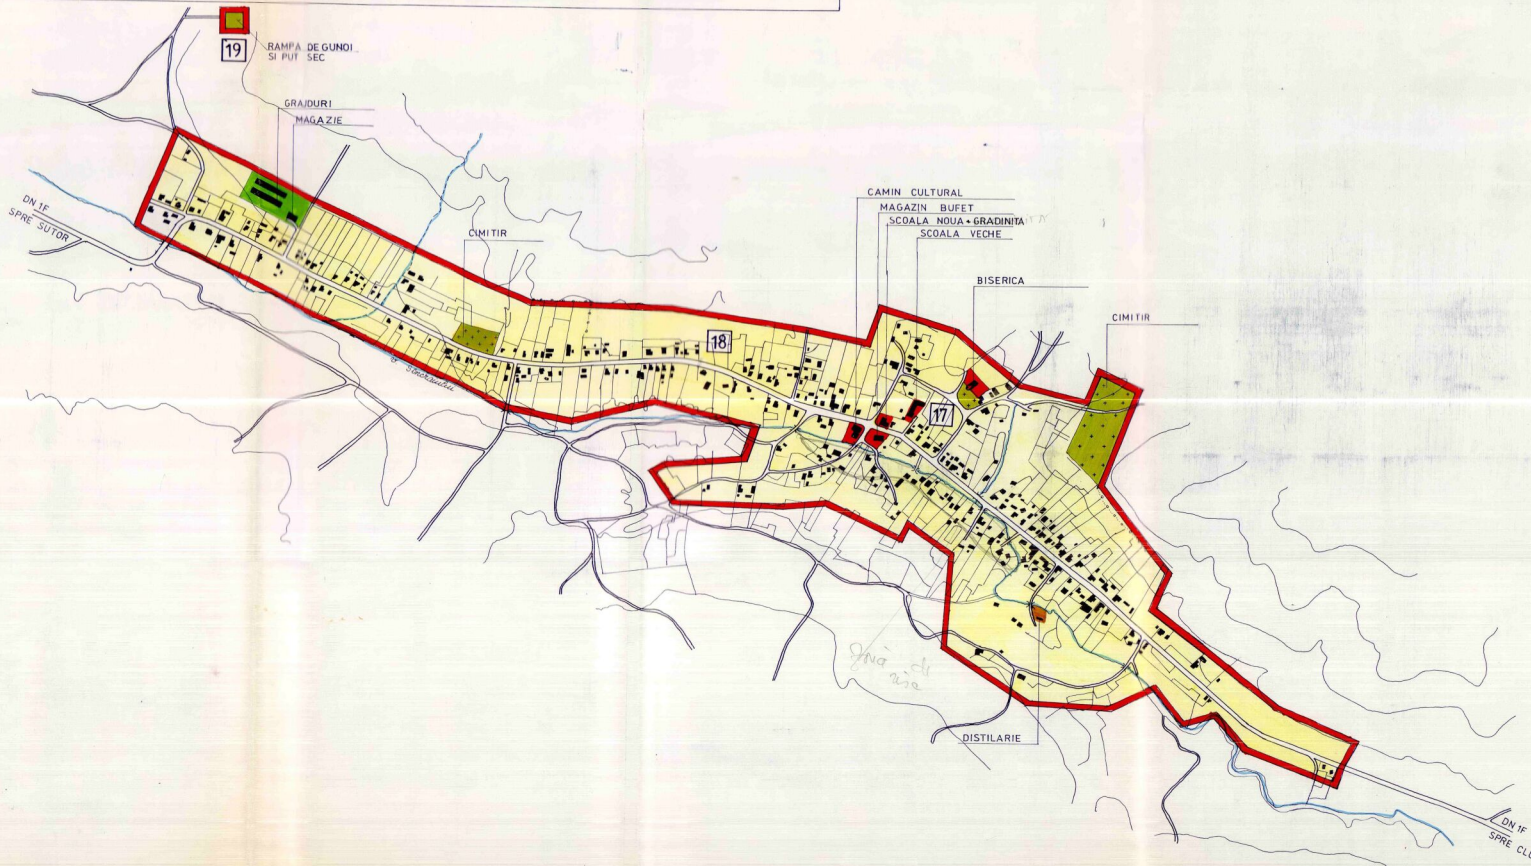 19
RAMPA DE GUNOI
SI PUT SEC
GRAJDURI
MAGAZIE
DN 1F
SPRE SUTOR
CIMITIR
CAMIN CULTURAL
MAGAZIN BUFET
SCOALA NOUA + GRADINITA
SCOALA VECHE
BISERICA
CIMITIR
18
17
DISTILARIE
DN 1F
SPRE